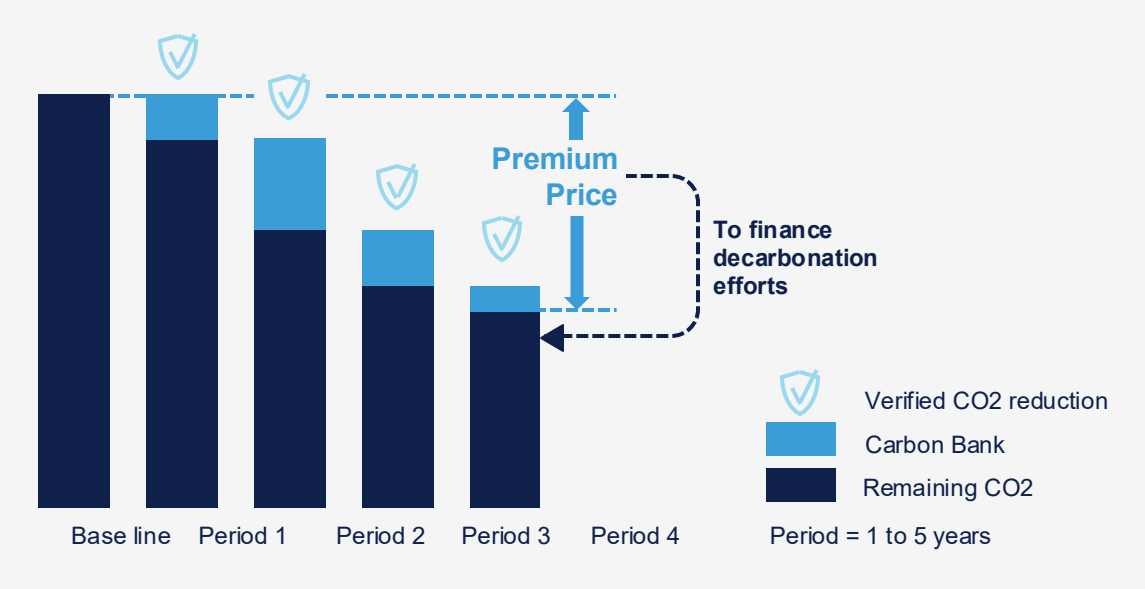 Premium
Price
To finance
decarbonation
efforts
Verified CO2 reduction
Carbon Bank
Remaining CO2
Base line
Period 1
Period 2
Period 3
Period 4
Period = 1 to 5 years